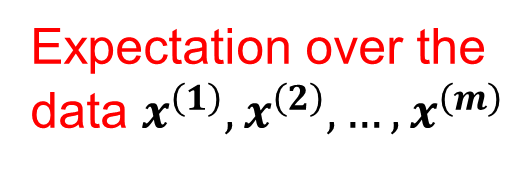 Expectation over the
data x⁽¹⁾, x⁽²⁾, ..., x⁽ᵐ⁾